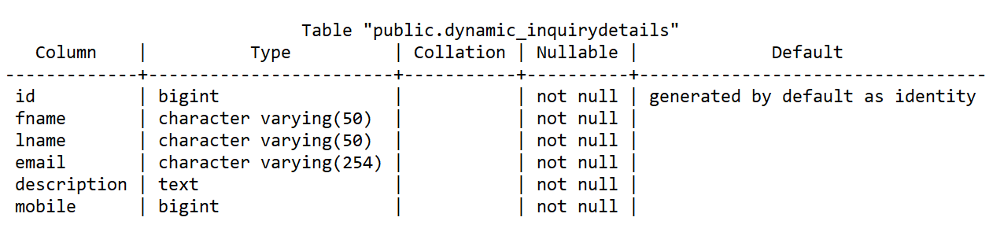 Table "public.dynamic_inquirydetails"
   Column    |          Type          | Collation | Nullable |             Default
-------------+------------------------+-----------+----------+----------------------------------
 id          | bigint                 |           | not null | generated by default as identity
 fname       | character varying(50)  |           | not null |
 lname       | character varying(50)  |           | not null |
 email       | character varying(254) |           | not null |
 description | text                   |           | not null |
 mobile      | bigint                 |           | not null |